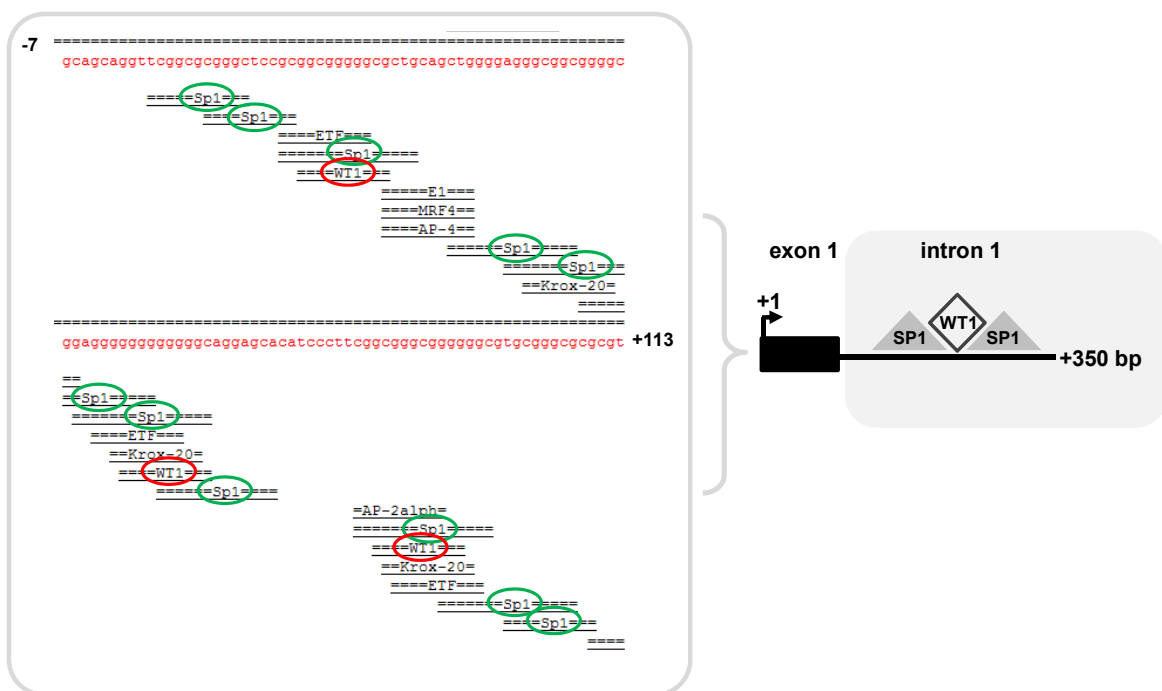 -7
=============================================================
gcagcaggttcggcgcgggctccgcggcgggggcgctgcagctggggagggcggcggggc
=====Sp1===
====Sp1===
====ETF===
=======Sp1=====
====WT1===
=====E1===
====MRF4==
====AP-4==
======Sp1=====
=======Sp1===
==Krox-20=
=====
=============================================================
ggagggggggggggcaggagcacatcccttcggcgggcggggggcgtgcgggcgcgcgt +113
==
==Sp1=====
=======Sp1=====
====ETF===
==Krox-20=
====WT1===
======Sp1====
=AP-2alph=
=======Sp1=====
====WT1===
==Krox-20=
====ETF===
=======Sp1=====
====Sp1===
====
exon 1 intron 1
+1
WT1
SP1 SP1
+350 bp